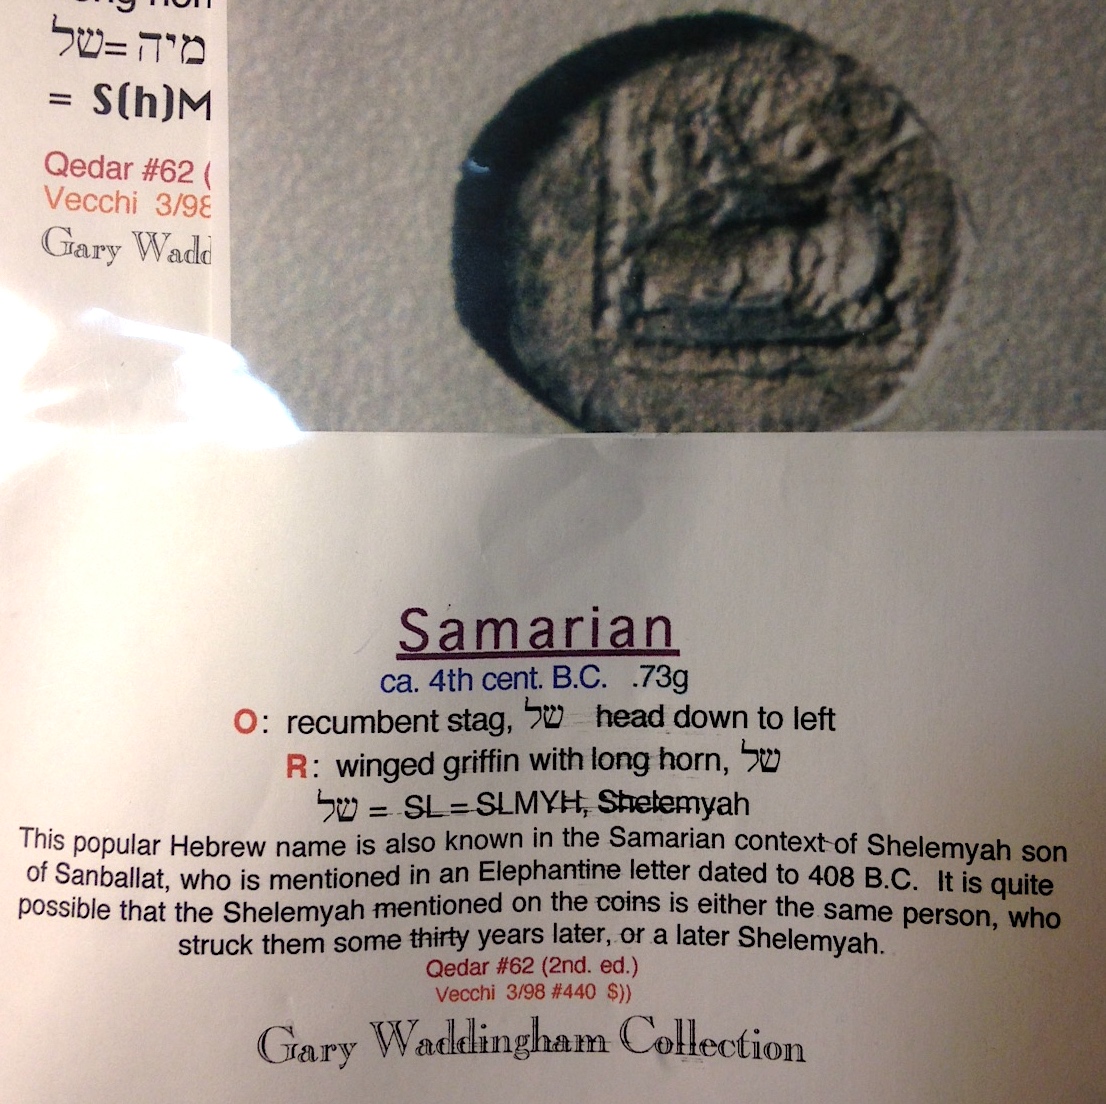 מיה =של
= S(h)M
Qedar #62 (
Vecchi 3/98
Gary Wadd
Samarian
ca. 4th cent. B.C. .73g
O: recumbent stag, של head down to left
R: winged griffin with long horn, של
של = SL = SLMYH, Shelemyah
This popular Hebrew name is also known in the Samarian context of Shelemyah son
of Sanballat, who is mentioned in an Elephantine letter dated to 408 B.C. It is quite
possible that the Shelemyah mentioned on the coins is either the same person, who
struck them some thirty years later, or a later Shelemyah.
Qedar #62 (2nd. ed.)
Vecchi 3/98 #440 $))
Gary Waddingham Collection